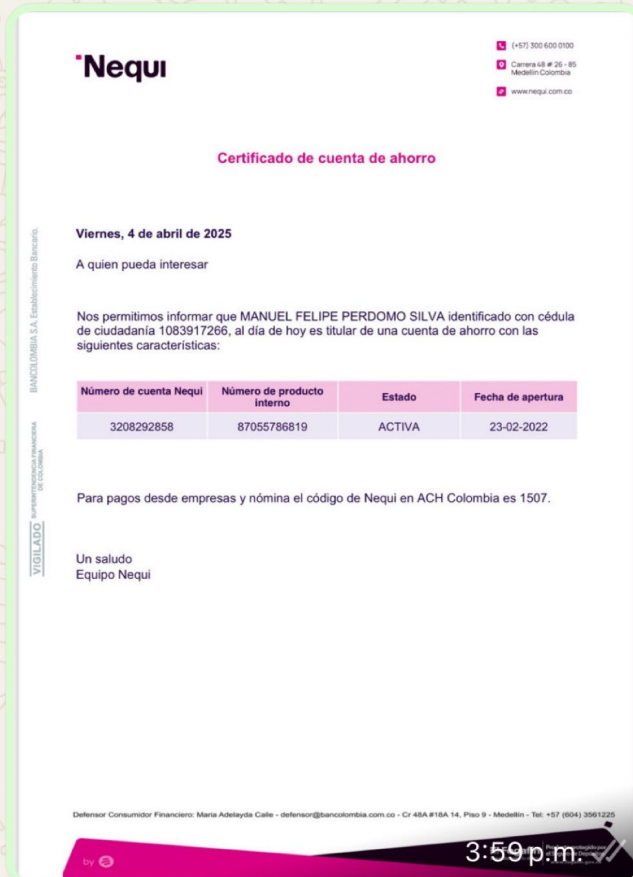 Nequi
(+57) 300 600 0100
Carrera 48 # 26 - 85
Medellín Colombia
www.nequi.com.co
Certificado de cuenta de ahorro
Viernes, 4 de abril de 2025
A quien pueda interesar
Nos permitimos informar que MANUEL FELIPE PERDOMO SILVA identificado con cédula
de ciudadanía 1083917266, al día de hoy es titular de una cuenta de ahorro con las
siguientes características:
Número de cuenta Nequi
Número de producto
interno
Estado
Fecha de apertura
3208292858
87055786819
ACTIVA
23-02-2022
Para pagos desde empresas y nómina el código de Nequi en ACH Colombia es 1507.
Un saludo
Equipo Nequi
BANCOLOMBIA S.A. Establecimiento Bancario.
VIGILADO
SUPERINTENDENCIA FINANCIERA
DE COLOMBIA
Defensor Consumidor Financiero: Maria Adelayda Calle - defensor@bancolombia.com.co - Cr 48A #18A 14, Piso 9 - Medellín - Tel: +57 (604) 3561225
by
3:59 p.m.